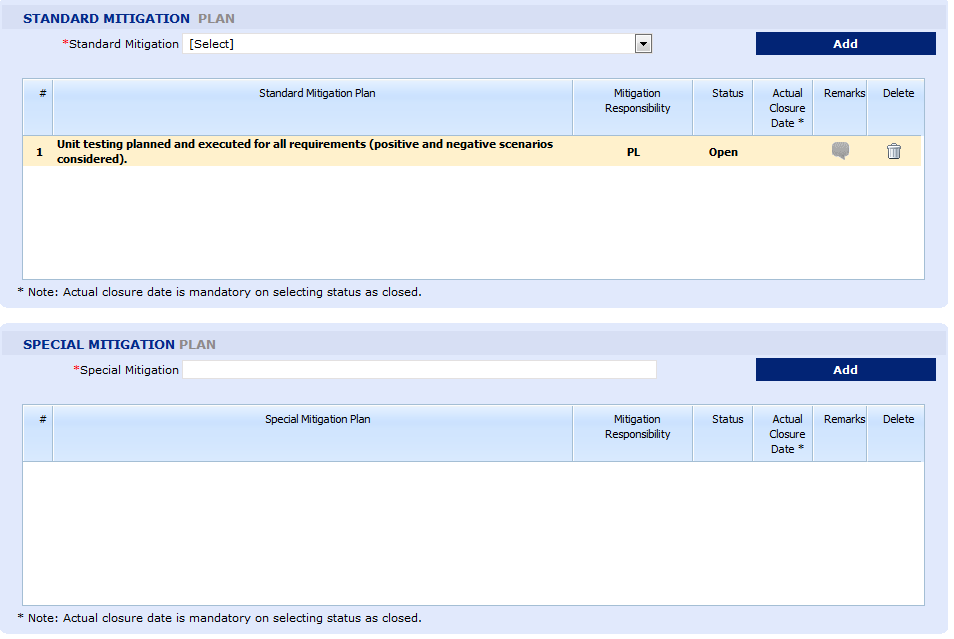 STANDARD MITIGATION PLAN
*Standard Mitigation [Select] Add
# Standard Mitigation Plan Mitigation Responsibility Status Actual Closure Date * Remarks Delete
1 Unit testing planned and executed for all requirements (positive and negative scenarios
considered). PL Open
* Note: Actual closure date is mandatory on selecting status as closed.
SPECIAL MITIGATION PLAN
*Special Mitigation Add
# Special Mitigation Plan Mitigation Responsibility Status Actual Closure Date * Remarks Delete
* Note: Actual closure date is mandatory on selecting status as closed.